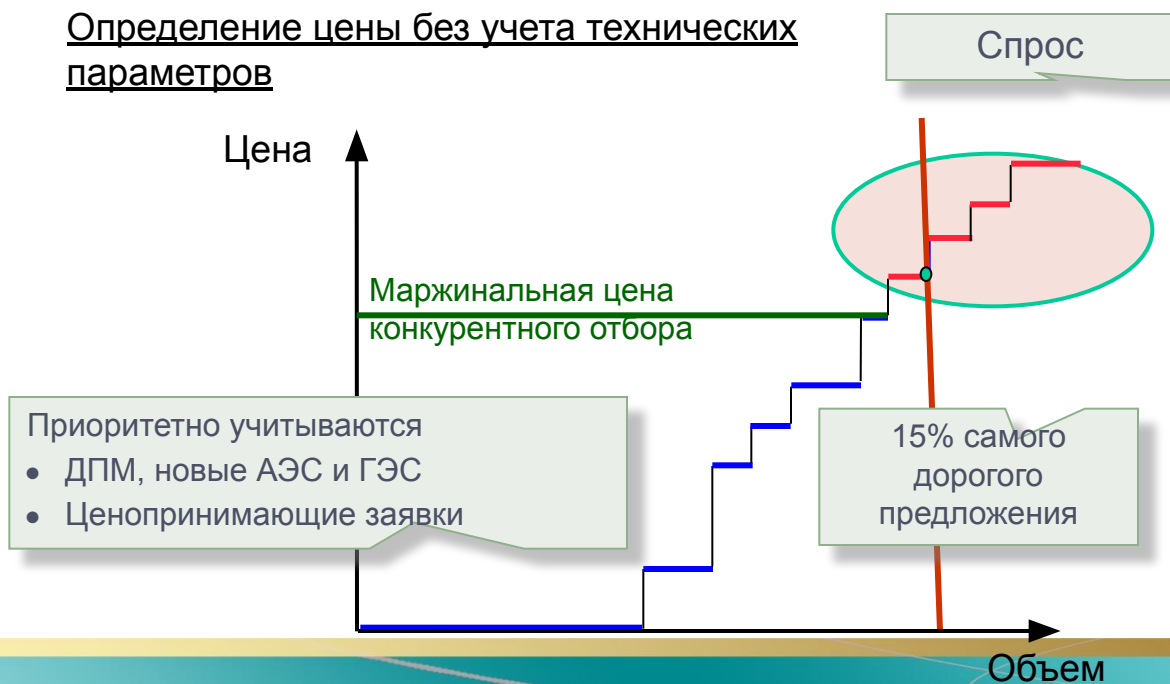 Определение цены без учета технических
параметров
Спрос
Цена
Маржинальная цена
конкурентного отбора
Приоритетно учитываются
● ДПМ, новые АЭС и ГЭС
● Ценопринимающие заявки
15% самого
дорогого
предложения
Объем